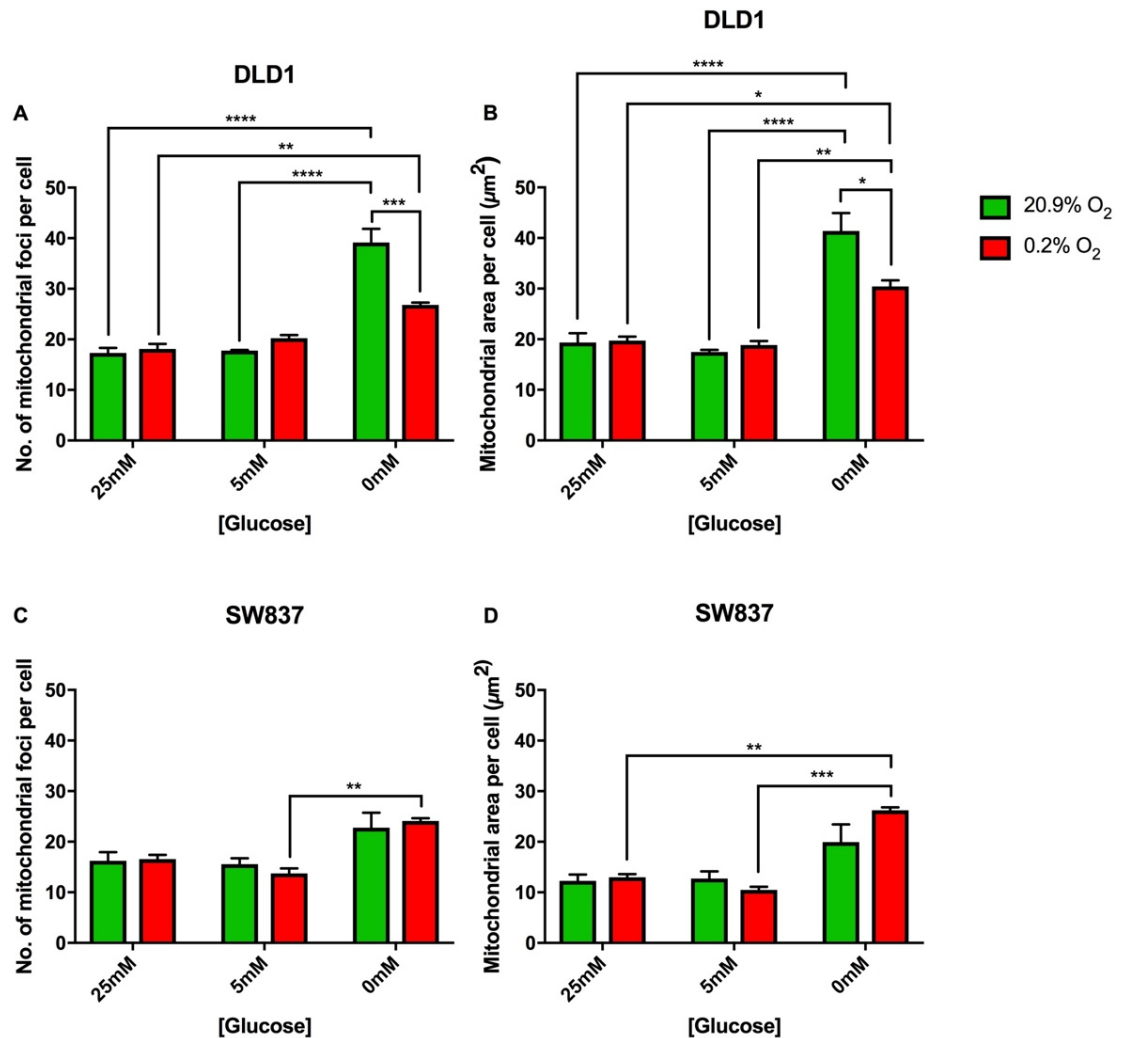 DLD1
A
No. of mitochondrial foci per cell
50
40
30
20
10
0
****
**
****
***
25mM
5mM
0mM
[Glucose]
DLD1
B
Mitochondrial area per cell (µm²)
50
40
30
20
10
0
****
*
****
**
*
25mM
5mM
0mM
[Glucose]
20.9% O₂
0.2% O₂
SW837
C
No. of mitochondrial foci per cell
50
40
30
20
10
0
**
25mM
5mM
0mM
[Glucose]
SW837
D
Mitochondrial area per cell (µm²)
50
40
30
20
10
0
**
***
25mM
5mM
0mM
[Glucose]